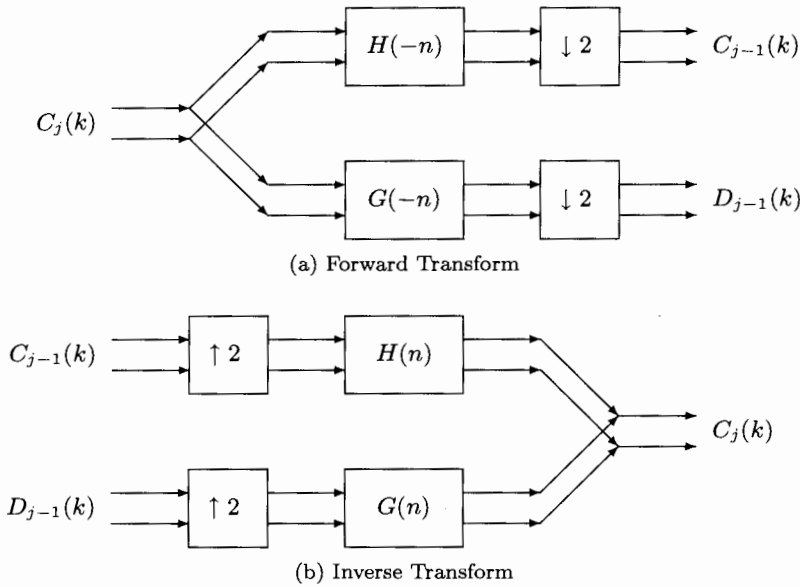 H(−n)
↓ 2
C_{j−1}(k)
C_j(k)
G(−n)
↓ 2
D_{j−1}(k)
(a) Forward Transform
C_{j−1}(k)
↑ 2
H(n)
C_j(k)
D_{j−1}(k)
↑ 2
G(n)
(b) Inverse Transform